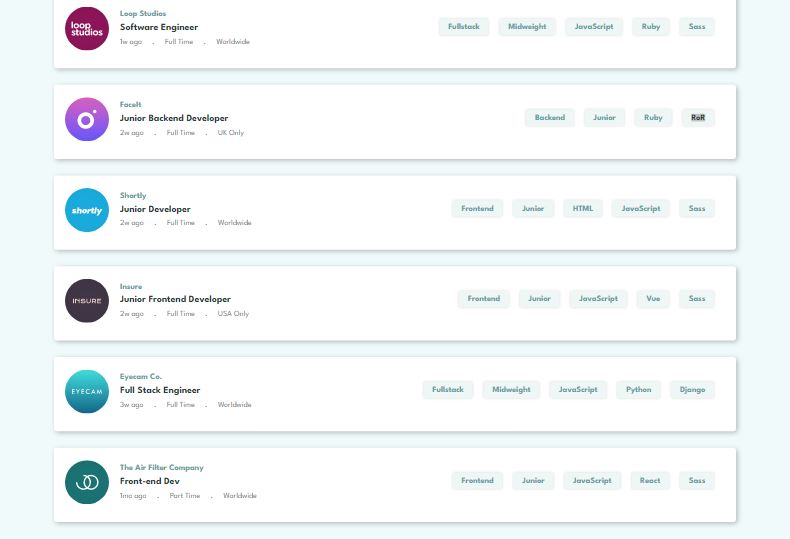 loop
studios
Loop Studios
Software Engineer
1w ago . Full Time . Worldwide
Fullstack Midweight JavaScript Ruby Sass
FaceIt
Junior Backend Developer
2w ago . Full Time . UK Only
Backend Junior Ruby RoR
shortly
Shortly
Junior Developer
2w ago . Full Time . Worldwide
Frontend Junior HTML JavaScript Sass
INSURE
Insure
Junior Frontend Developer
2w ago . Full Time . USA Only
Frontend Junior JavaScript Vue Sass
EYECAM
Eyecam Co.
Full Stack Engineer
3w ago . Full Time . Worldwide
Fullstack Midweight JavaScript Python Django
The Air Filter Company
Front-end Dev
1mo ago . Part Time . Worldwide
Frontend Junior JavaScript React Sass